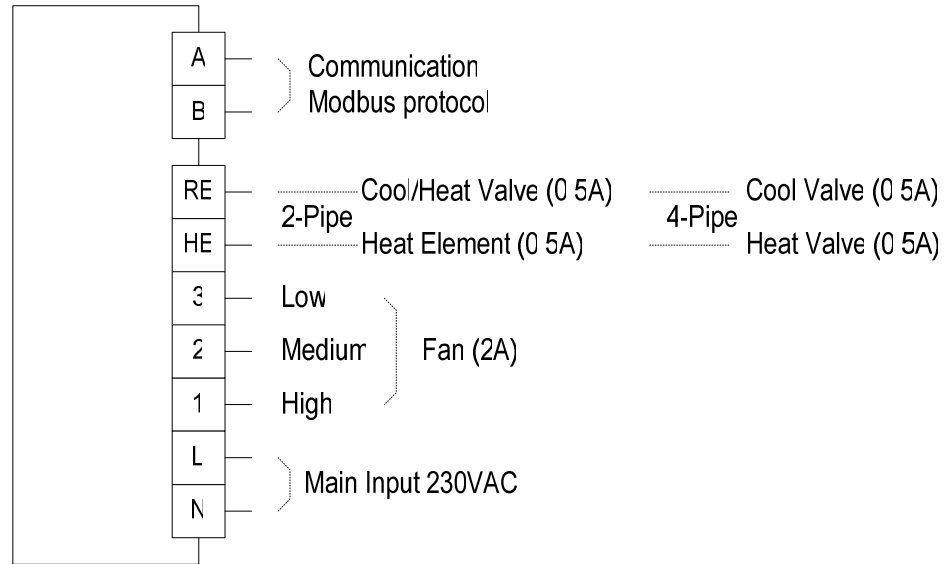 A
B
Communication
Modbus protocol
RE
Cool/Heat Valve (0 5A)
Cool Valve (0 5A)
2-Pipe
4-Pipe
HE
Heat Element (0 5A)
Heat Valve (0 5A)
3
Low
2
Medium
Fan (2A)
1
High
L
Main Input 230VAC
N